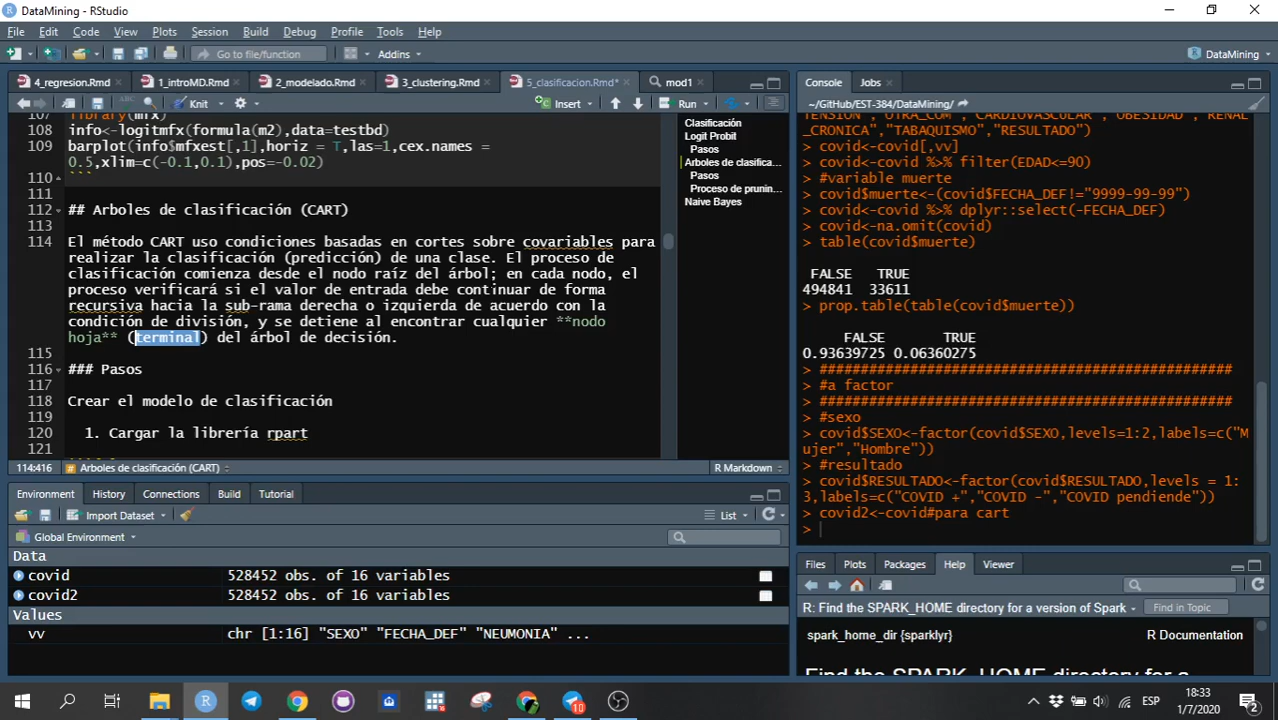 DataMining - RStudio
File Edit Code View Plots Session Build Debug Profile Tools Help
Go to file/function Addins DataMining
4_regresion.Rmd 1_introMD.Rmd 2_modelado.Rmd 3_clustering.Rmd 5_clasificacion.Rmd* mod1
Knit Insert Run
107 library(mfx)
108 info<-logitmfx(formula(m2),data=testbd)
109 barplot(info$mfxest[,1],horiz = T,las=1,cex.names =
0.5,xlim=c(-0.1,0.1),pos=-0.02)
110 ```
111
112 ## Arboles de clasificación (CART)
114 El método CART uso condiciones basadas en cortes sobre covariables para
realizar la clasificación (predicción) de una clase. El proceso de
clasificación comienza desde el nodo raíz del árbol; en cada nodo, el
proceso verificará si el valor de entrada debe continuar de forma
recursiva hacia la sub-rama derecha o izquierda de acuerdo con la
condición de división, y se detiene al encontrar cualquier **nodo
hoja** (terminal) del árbol de decisión.
115
116 ### Pasos
117
118 Crear el modelo de clasificación
119
120 1. Cargar la librería rpart
121
114:416 Arboles de clasificación (CART) R Markdown
Clasificación
Logit Probit
Pasos
Arboles de clasifica...
Pasos
Proceso de prunin...
Naive Bayes
Environment History Connections Build Tutorial
Import Dataset List
Global Environment
Data
covid 528452 obs. of 16 variables
covid2 528452 obs. of 16 variables
Values
vv chr [1:16] "SEXO" "FECHA_DEF" "NEUMONIA" ...
Console Jobs
~/GitHub/EST-384/DataMining/
TENSION","OTRA_COM","CARDIOVASCULAR","OBESIDAD","RENAL
_CRONICA","TABAQUISMO","RESULTADO")
> covid<-covid[,vv]
> covid<-covid %>% filter(EDAD<=90)
> #variable muerte
> covid$muerte<-(covid$FECHA_DEF!="9999-99-99")
> covid<-covid %>% dplyr::select(-FECHA_DEF)
> covid<-na.omit(covid)
> table(covid$muerte)
FALSE TRUE
494841 33611
> prop.table(table(covid$muerte))
FALSE TRUE
0.93639725 0.06360275
> ##################################################
> #a factor
> ##################################################
> #sexo
> covid$SEXO<-factor(covid$SEXO,levels=1:2,labels=c("M
ujer","Hombre"))
> #resultado
> covid$RESULTADO<-factor(covid$RESULTADO,levels = 1:
3,labels=c("COVID +","COVID -","COVID pendiende"))
> covid2<-covid#para cart
>
Files Plots Packages Help Viewer
R: Find the SPARK_HOME directory for a version of Spark Find in Topic
spark_home_dir {sparklyr} R Documentation
Find the SPARK_HOME directory for a
10
ESP
18:33
1/7/2020
2